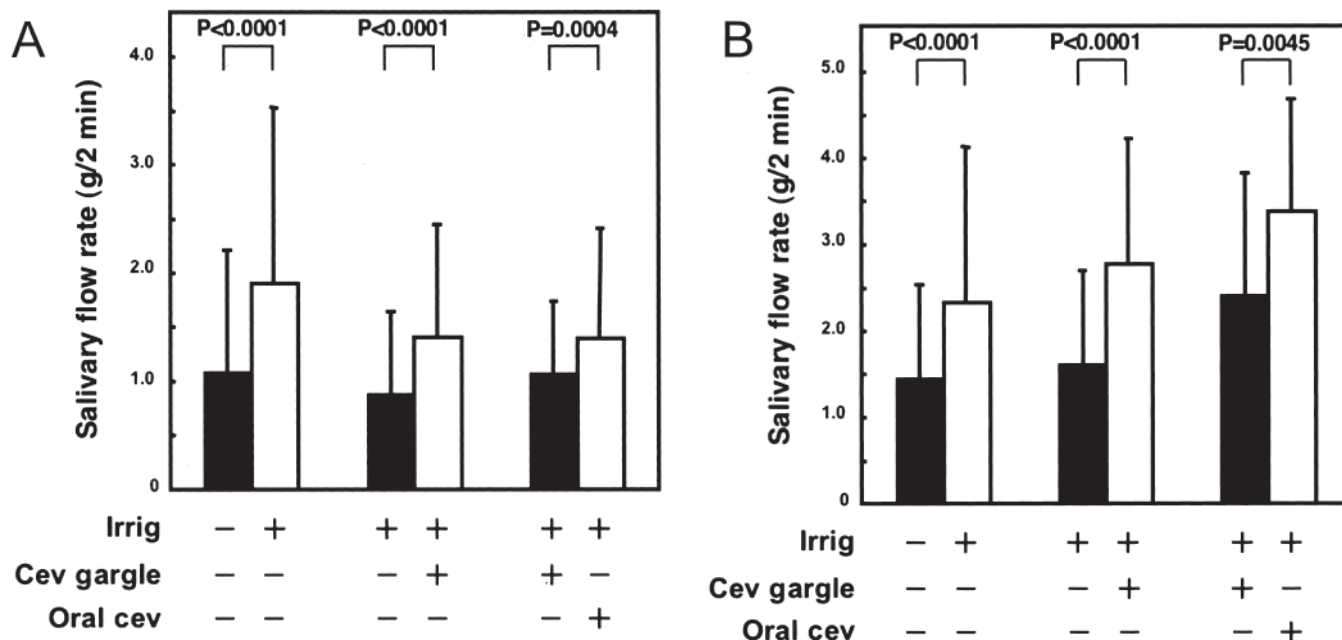 A
P<0.0001 P<0.0001 P=0.0004
Salivary flow rate (g/2 min)
4.0
3.0
2.0
1.0
0
Irrig − + + + + +
Cev gargle − − − + + −
Oral cev − − − − − +
B
P<0.0001 P<0.0001 P=0.0045
Salivary flow rate (g/2 min)
5.0
4.0
3.0
2.0
1.0
0
Irrig − + + + + +
Cev gargle − − − + + −
Oral cev − − − − − +